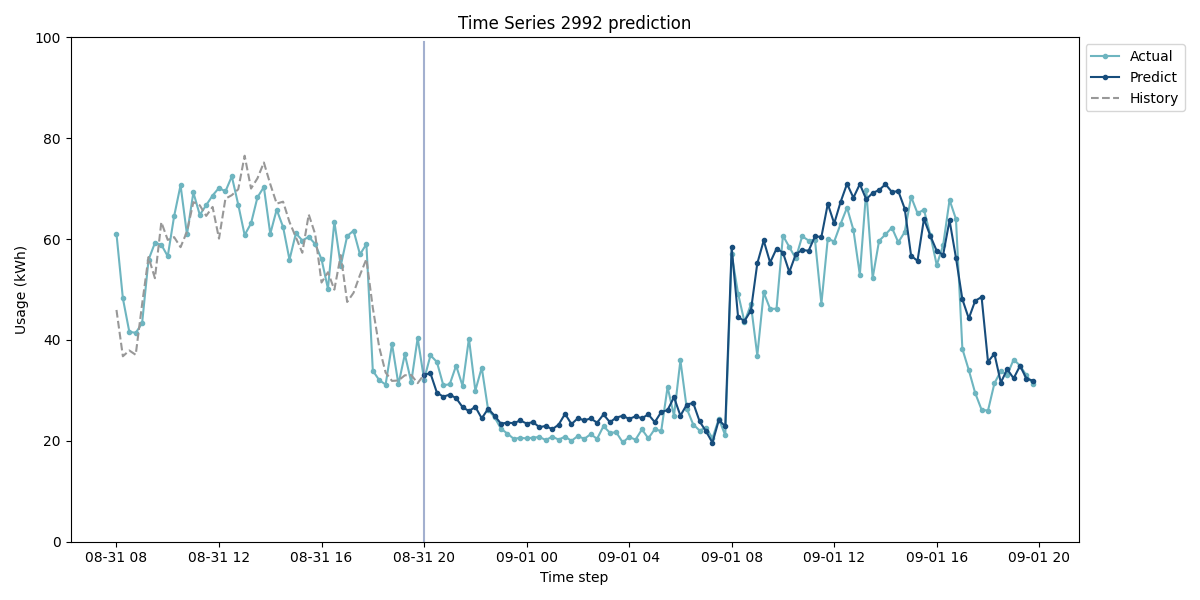 Time Series 2992 prediction
100
80
60
40
20
0
Usage (kWh)
08-31 08
08-31 12
08-31 16
08-31 20
09-01 00
09-01 04
09-01 08
09-01 12
09-01 16
09-01 20
Time step
Actual
Predict
History